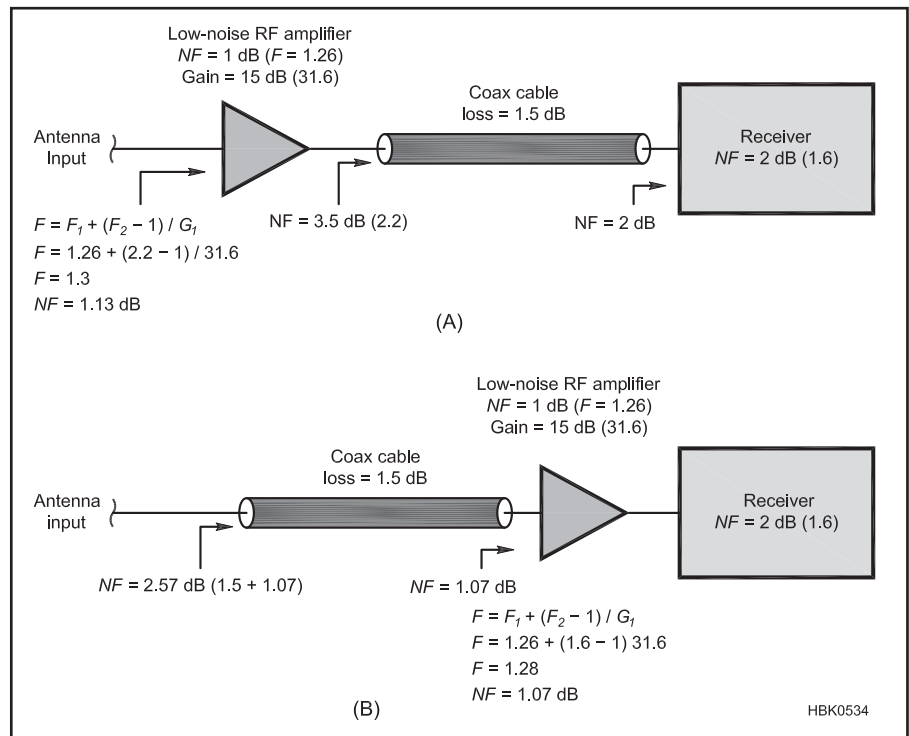 Low-noise RF amplifier
NF = 1 dB (F = 1.26)
Gain = 15 dB (31.6)
Coax cable
loss = 1.5 dB
Antenna
Input
Receiver
NF = 2 dB (1.6)
F = F₁ + (F₂ − 1) / G₁
F = 1.26 + (2.2 − 1) / 31.6
F = 1.3
NF = 1.13 dB
NF = 3.5 dB (2.2)
NF = 2 dB
(A)
Low-noise RF amplifier
NF = 1 dB (F = 1.26)
Gain = 15 dB (31.6)
Coax cable
loss = 1.5 dB
Antenna
input
Receiver
NF = 2 dB (1.6)
NF = 2.57 dB (1.5 + 1.07)
NF = 1.07 dB
F = F₁ + (F₂ − 1) / G₁
F = 1.26 + (1.6 − 1) 31.6
F = 1.28
NF = 1.07 dB
(B)
HBK0534